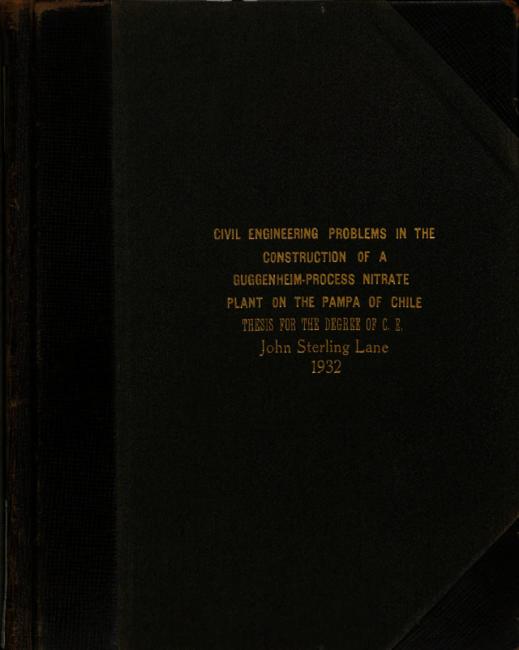 CIVIL ENGINEERING PROBLEMS IN THE
CONSTRUCTION OF A
GUGGENHEIM-PROCESS NITRATE
PLANT ON THE PAMPA OF CHILE
THESIS FOR THE DEGREE OF C. E.
John Sterling Lane
1932